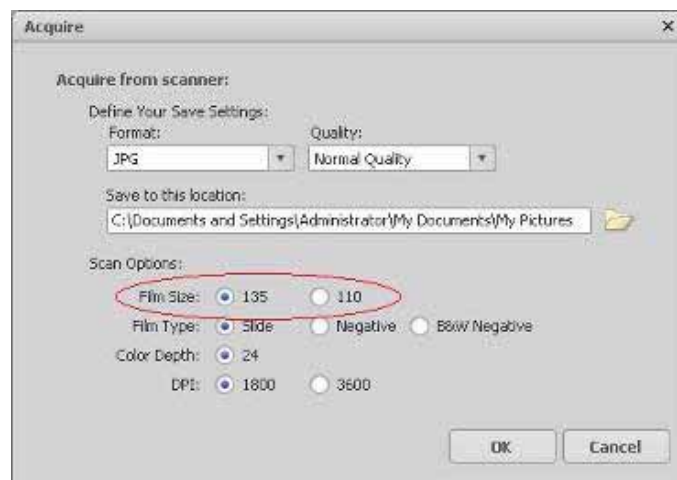 Acquire
Acquire from scanner:
Define Your Save Settings:
Format: Quality:
JPG Normal Quality
Save to this location:
C:\Documents and Settings\Administrator\My Documents\My Pictures
Scan Options:
Film Size: 135 110
Film Type: Slide Negative B&W Negative
Color Depth: 24
DPI: 1800 3600
OK Cancel